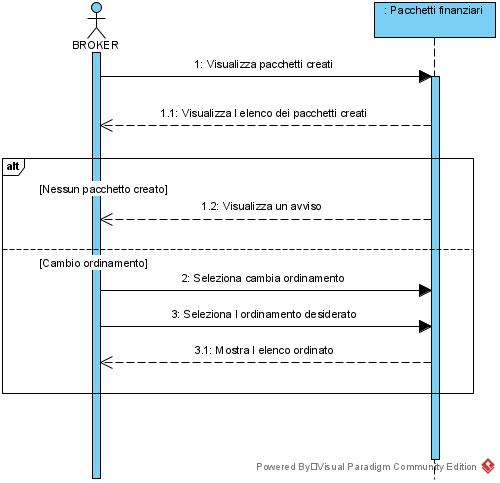 : Pacchetti finanziari
BROKER
1: Visualizza pacchetti creati
1.1: Visualizza l elenco dei pacchetti creati
alt
[Nessun pacchetto creato]
1.2: Visualizza un avviso
[Cambio ordinamento]
2: Seleziona cambia ordinamento
3: Seleziona l ordinamento desiderato
3.1: Mostra l elenco ordinato
Powered By□Visual Paradigm Community Edition